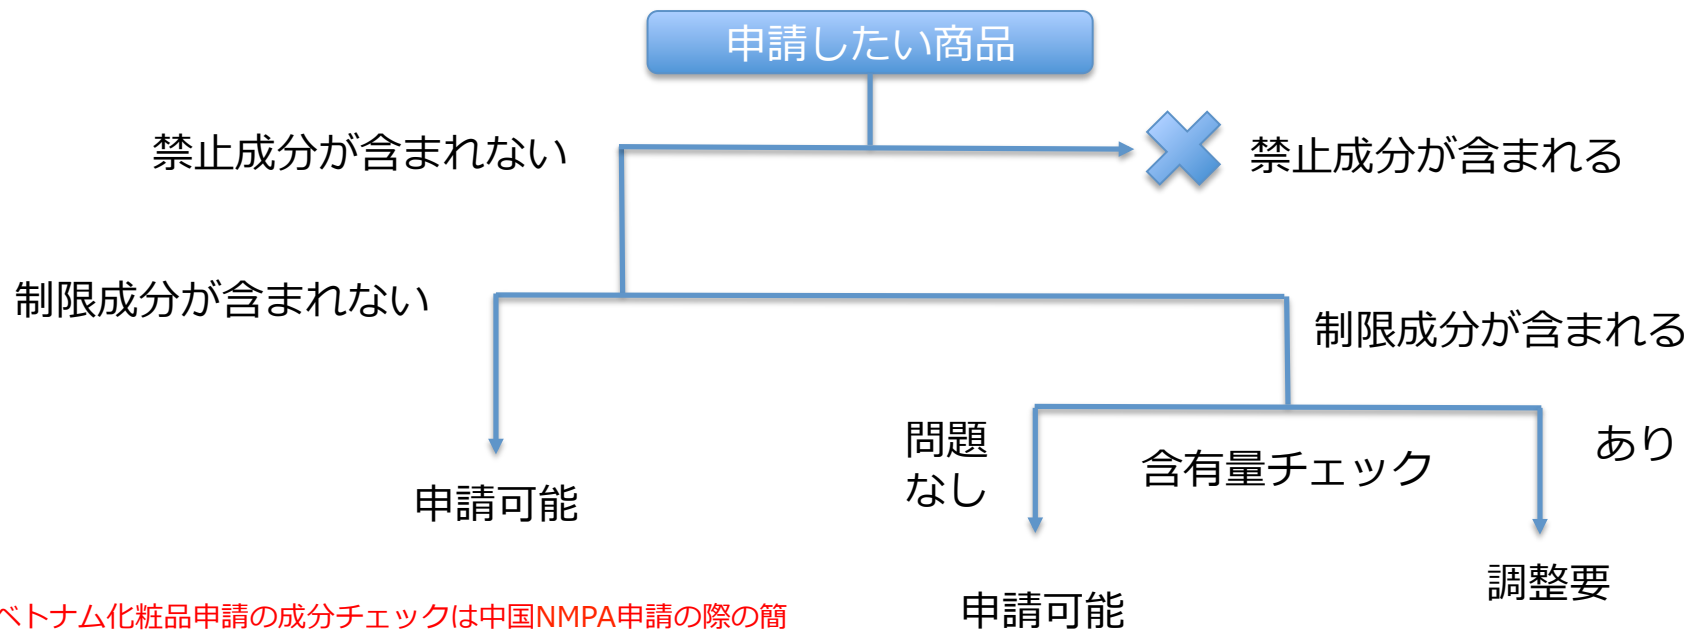 申請したい商品
禁止成分が含まれない
禁止成分が含まれる
制限成分が含まれない
制限成分が含まれる
問題
なし
含有量チェック
あり
申請可能
申請可能
調整要
ベトナム化粧品申請の成分チェックは中国NMPA申請の際の簡